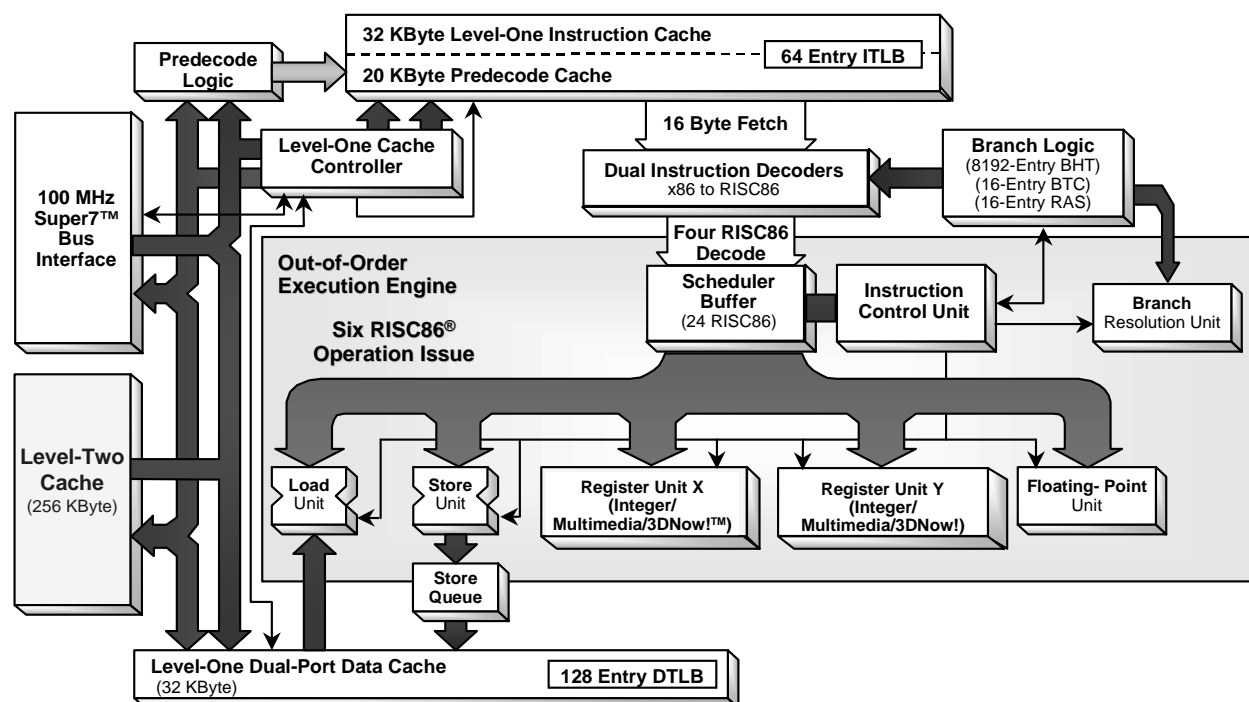 32 KByte Level-One Instruction Cache
64 Entry ITLB
20 KByte Predecode Cache
Predecode
Logic
16 Byte Fetch
Level-One Cache
Controller
Dual Instruction Decoders
x86 to RISC86
Branch Logic
(8192-Entry BHT)
(16-Entry BTC)
(16-Entry RAS)
100 MHz
Super7™
Bus
Interface
Four RISC86
Decode
Out-of-Order
Execution Engine
Scheduler
Buffer
(24 RISC86)
Instruction
Control Unit
Branch
Resolution Unit
Six RISC86®
Operation Issue
Level-Two
Cache
(256 KByte)
Load
Unit
Store
Unit
Register Unit X
(Integer/
Multimedia/3DNow!™)
Register Unit Y
(Integer/
Multimedia/3DNow!)
Floating- Point
Unit
Store
Queue
Level-One Dual-Port Data Cache
(32 KByte)
128 Entry DTLB